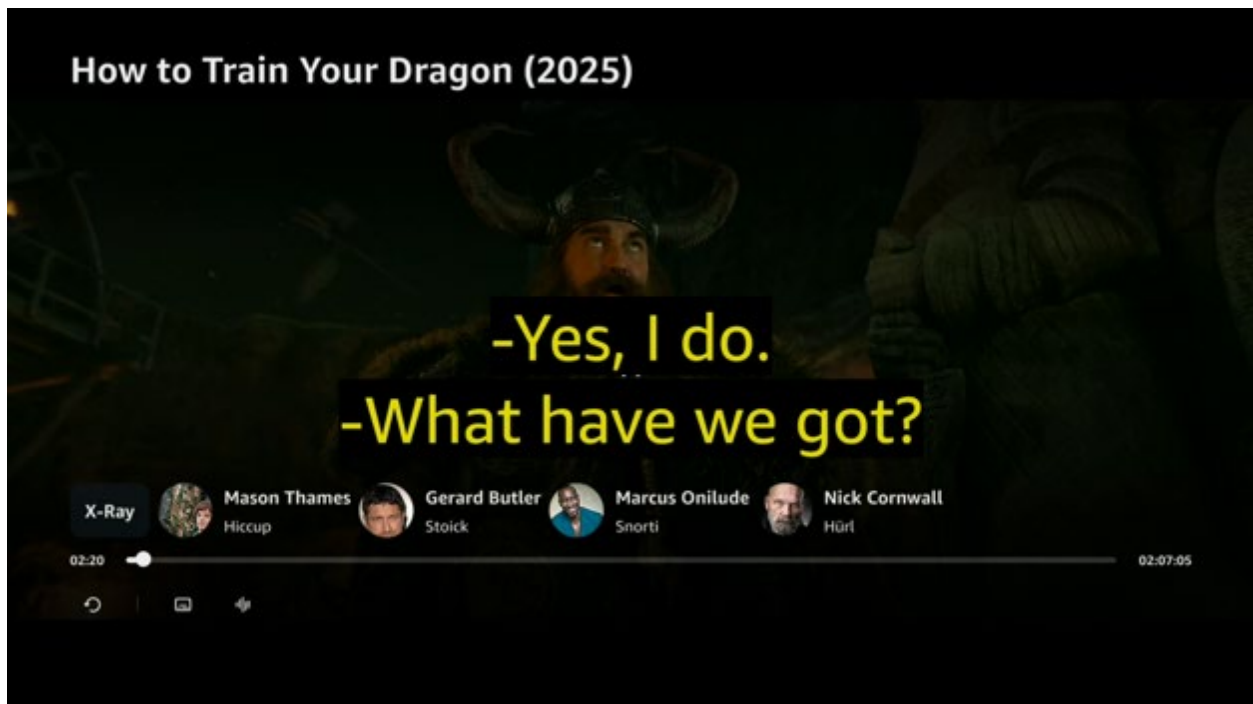 How to Train Your Dragon (2025)
-Yes, I do.
-What have we got?
X-Ray
Mason Thames
Hiccup
Gerard Butler
Stoick
Marcus Onilude
Snorti
Nick Cornwall
Hürl
02:20
02:07:05